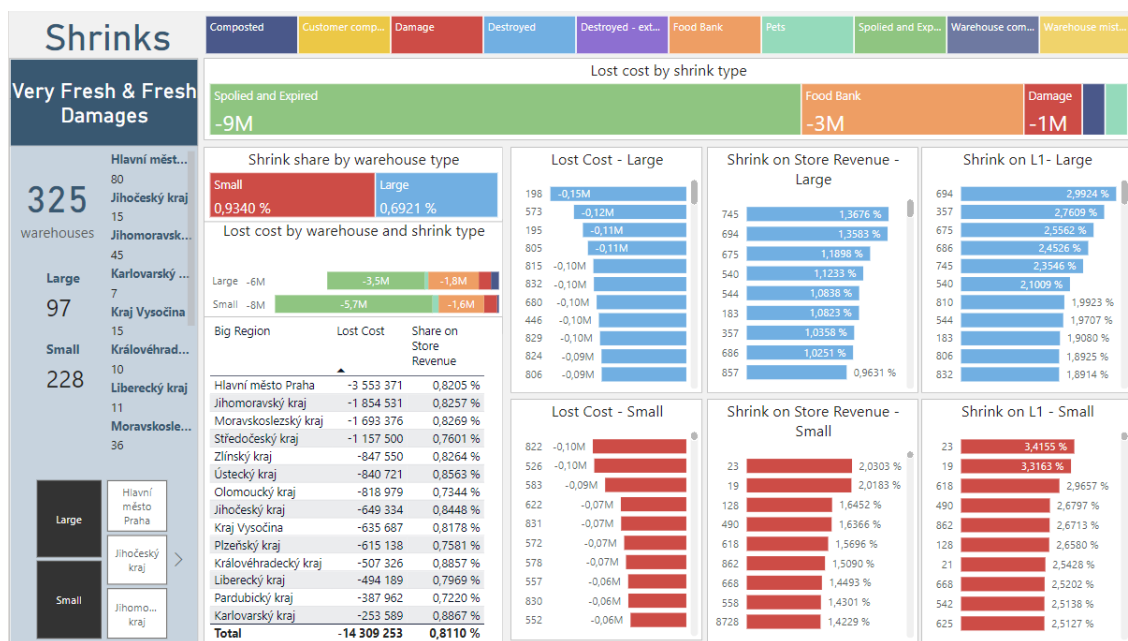 Shrinks
Composted
Customer comp...
Damage
Destroyed
Destroyed - ext...
Food Bank
Pets
Spolied and Exp...
Warehouse com...
Warehouse mist...
Very Fresh & Fresh
Damages
325
warehouses
Large
97
Small
228
Hlavní měst...
80
Jihočeský kraj
15
Jihomoravsk...
45
Karlovarský ...
7
Kraj Vysočina
15
Královéhrad...
10
Liberecký kraj
11
Moravskosle...
36
Large
Small
Hlavní
město
Praha
Jihočeský
kraj
Jihomo...
kraj
Lost cost by shrink type
Spolied and Expired
-9M
Food Bank
-3M
Damage
-1M
Shrink share by warehouse type
Small
0,9340 %
Large
0,6921 %
Lost cost by warehouse and shrink type
Large -6M -3,5M -1,8M
Small -8M -5,7M -1,6M
Big Region Lost Cost Share on
Store
Revenue
Hlavní město Praha -3 553 371 0,8205 %
Jihomoravský kraj -1 854 531 0,8257 %
Moravskoslezský kraj -1 693 376 0,8269 %
Středočeský kraj -1 157 500 0,7601 %
Zlínský kraj -847 550 0,8264 %
Ústecký kraj -840 721 0,8563 %
Olomoucký kraj -818 979 0,7344 %
Jihočeský kraj -649 334 0,8448 %
Kraj Vysočina -635 687 0,8178 %
Plzeňský kraj -615 138 0,7581 %
Královéhradecký kraj -507 326 0,8857 %
Liberecký kraj -494 189 0,7969 %
Pardubický kraj -387 962 0,7220 %
Karlovarský kraj -253 589 0,8867 %
Total -14 309 253 0,8110 %
Lost Cost - Large
198 -0,15M
573 -0,12M
195 -0,11M
805 -0,11M
815 -0,10M
832 -0,10M
680 -0,10M
446 -0,10M
829 -0,10M
824 -0,09M
806 -0,09M
Shrink on Store Revenue -
Large
745 1,3676 %
694 1,3583 %
675 1,1898 %
540 1,1233 %
544 1,0838 %
183 1,0823 %
357 1,0358 %
686 1,0251 %
857 0,9631 %
Shrink on L1- Large
694 2,9924 %
357 2,7609 %
675 2,5562 %
686 2,4526 %
745 2,3546 %
540 2,1009 %
810 1,9923 %
544 1,9707 %
183 1,9080 %
806 1,8925 %
832 1,8914 %
Lost Cost - Small
822 -0,10M
526 -0,10M
583 -0,09M
622 -0,07M
831 -0,07M
572 -0,07M
578 -0,07M
557 -0,06M
830 -0,06M
552 -0,06M
Shrink on Store Revenue -
Small
23 2,0303 %
19 2,0183 %
128 1,6452 %
490 1,6366 %
618 1,5696 %
862 1,5090 %
668 1,4493 %
558 1,4301 %
8728 1,4229 %
Shrink on L1 - Small
23 3,4155 %
19 3,3163 %
618 2,9657 %
490 2,6797 %
862 2,6713 %
128 2,6580 %
21 2,5428 %
668 2,5202 %
542 2,5138 %
625 2,5127 %